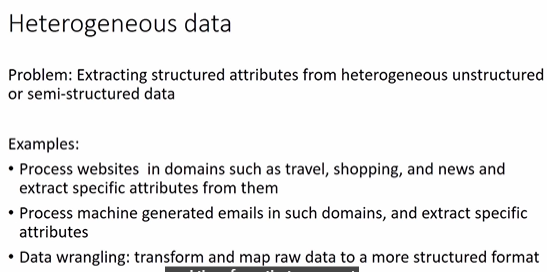 Heterogeneous data
Problem: Extracting structured attributes from heterogeneous unstructured
or semi-structured data
Examples:
• Process websites in domains such as travel, shopping, and news and
extract specific attributes from them
• Process machine generated emails in such domains, and extract specific
attributes
• Data wrangling: transform and map raw data to a more structured format